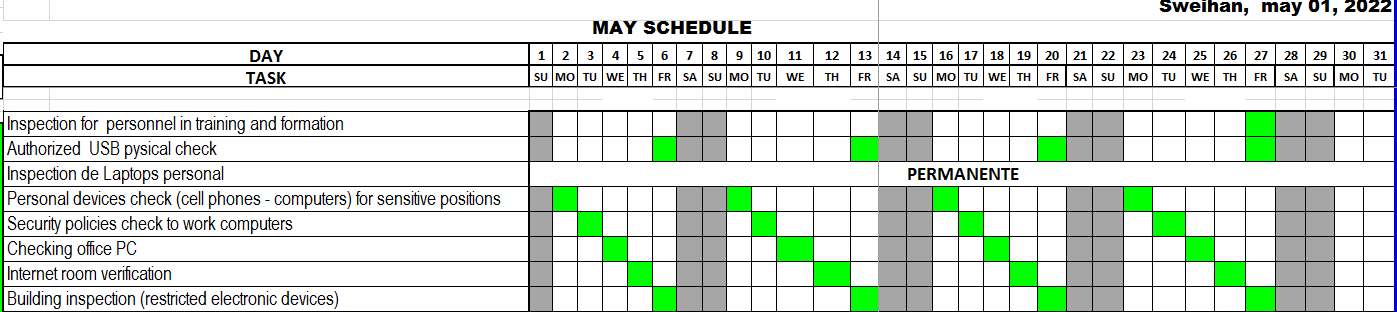 Sweihan, may 01, 2022
MAY SCHEDULE
DAY 1 2 3 4 5 6 7 8 9 10 11 12 13 14 15 16 17 18 19 20 21 22 23 24 25 26 27 28 29 30 31
TASK SU MO TU WE TH FR SA SU MO TU WE TH FR SA SU MO TU WE TH FR SA SU MO TU WE TH FR SA SU MO TU
Inspection for personnel in training and formation
Authorized USB pysical check
Inspection de Laptops personal PERMANENTE
Personal devices check (cell phones - computers) for sensitive positions
Security policies check to work computers
Checking office PC
Internet room verification
Building inspection (restricted electronic devices)